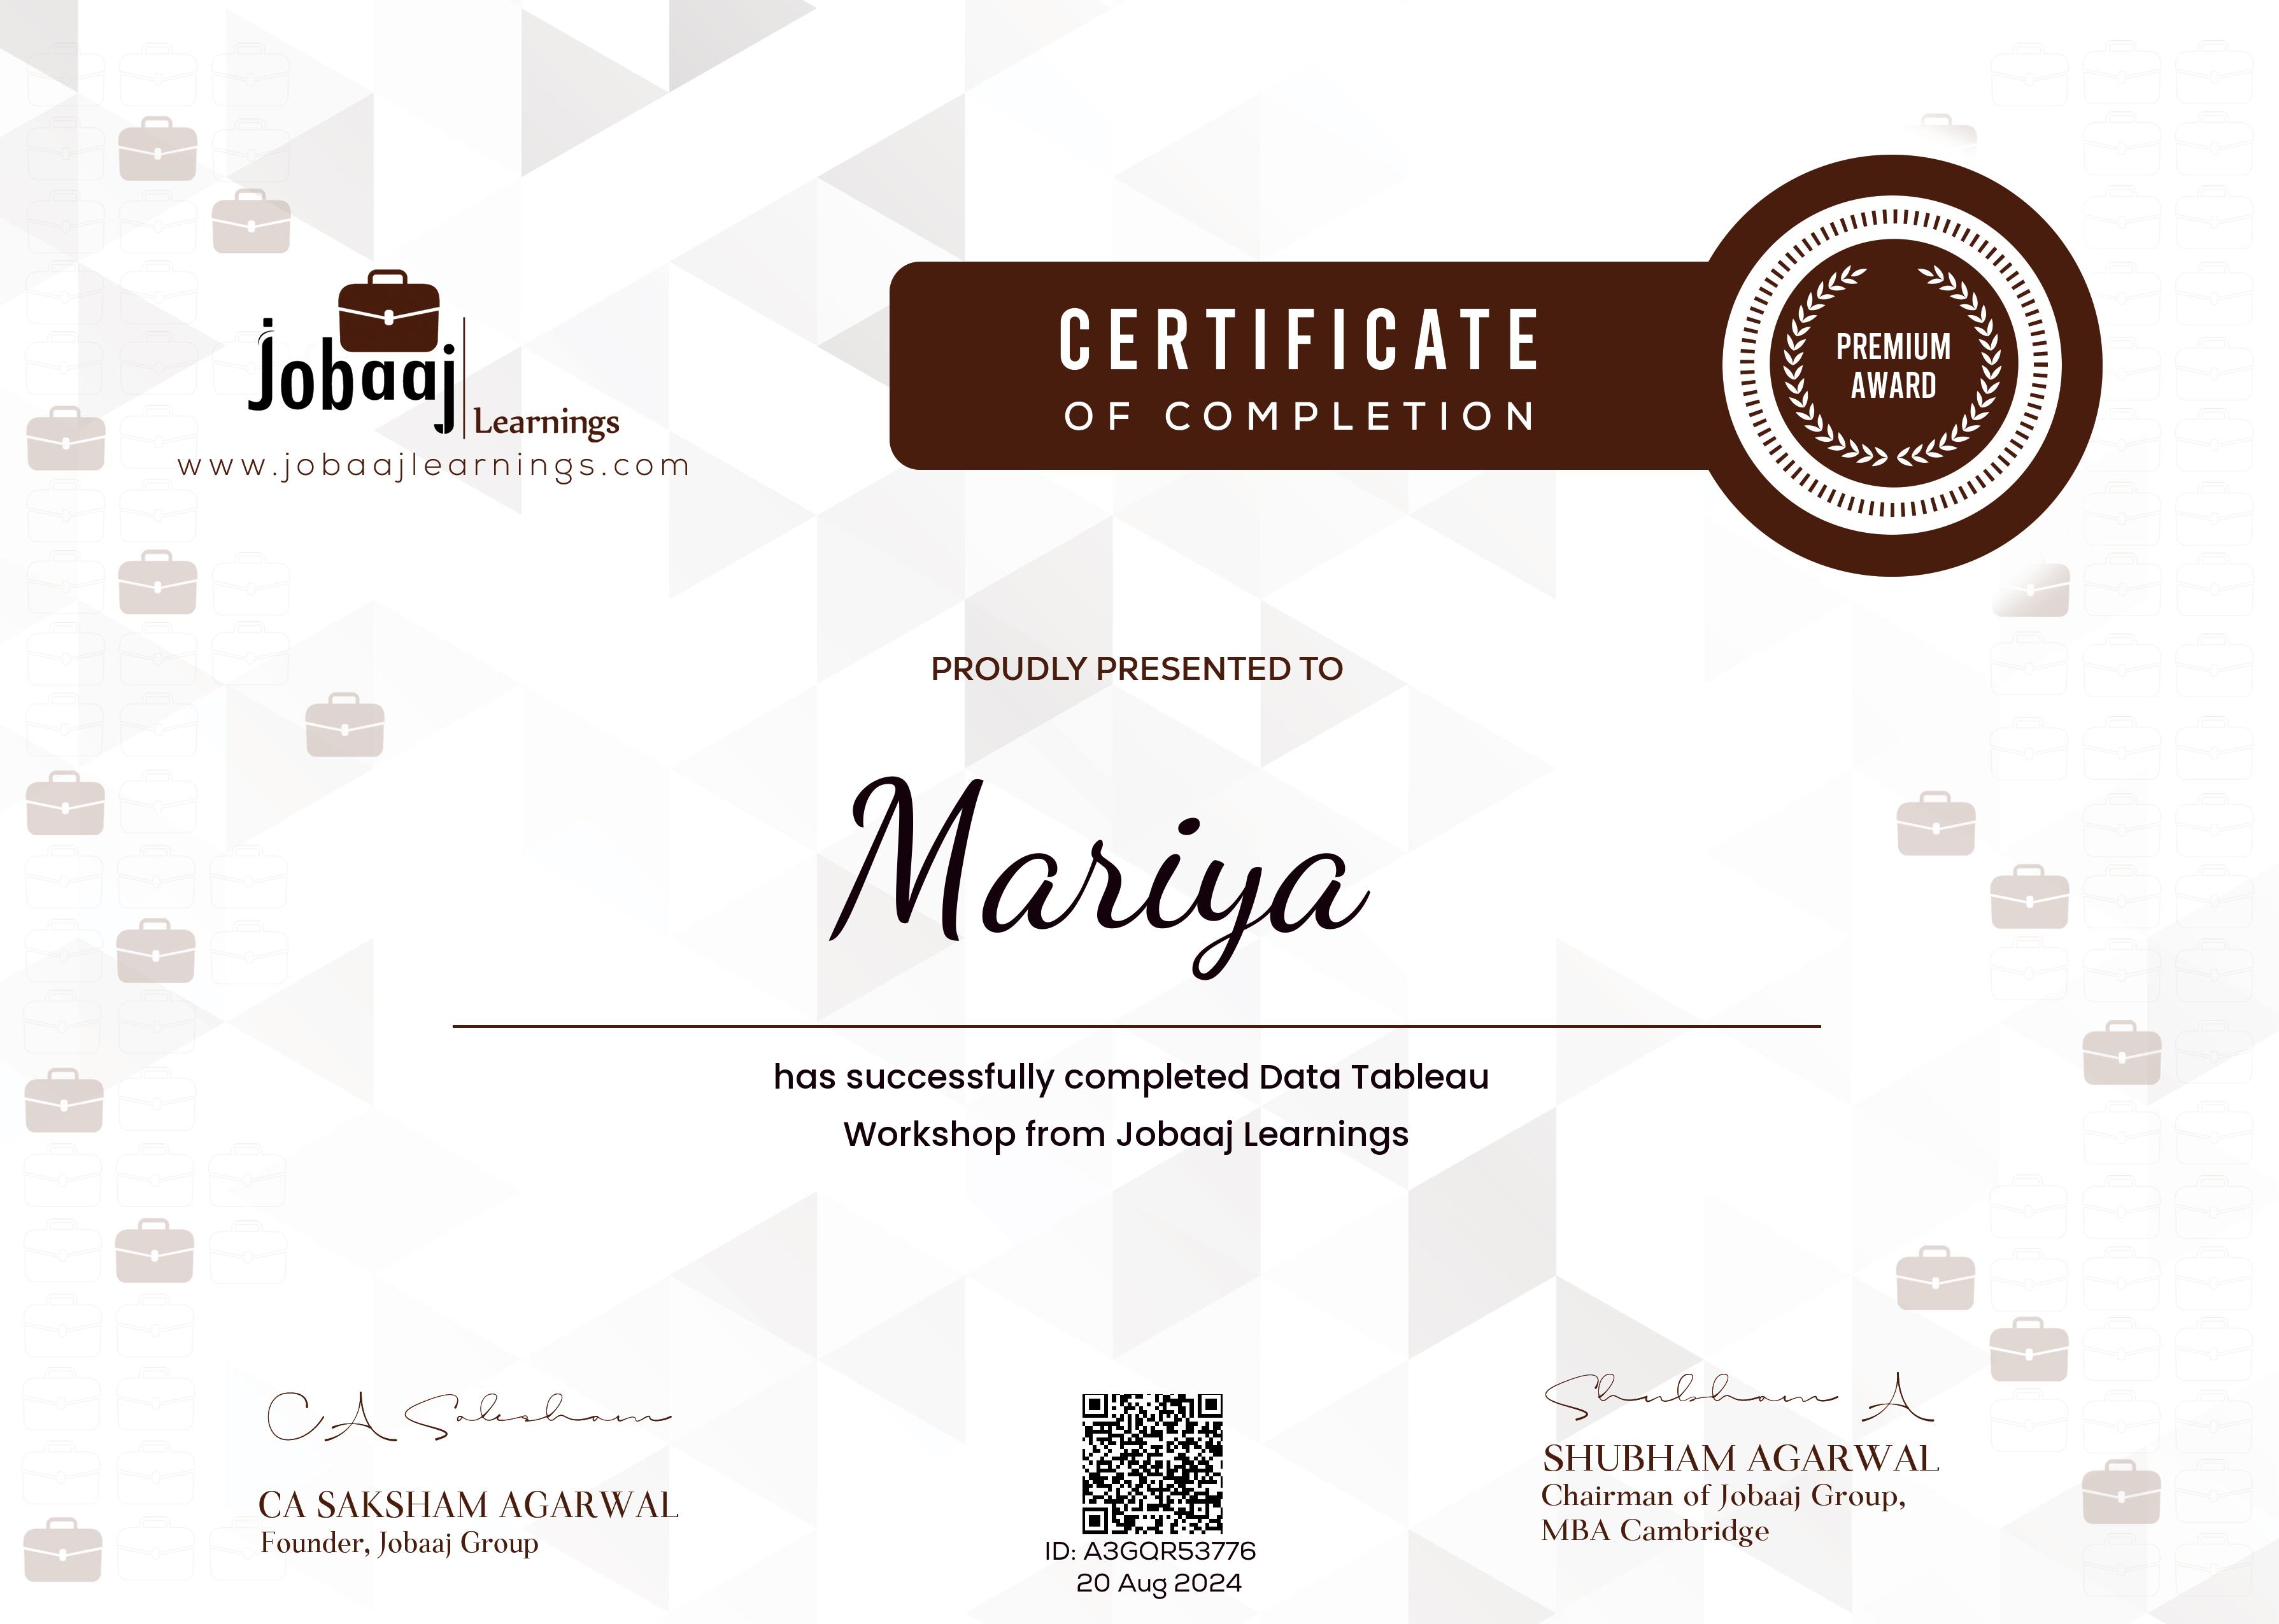 Jobaaj
Learnings
www.jobaajlearnings.com
CERTIFICATE
OF COMPLETION
PREMIUM
AWARD
PROUDLY PRESENTED TO
Mariya
has successfully completed Data Tableau
Workshop from Jobaaj Learnings
CA Saksham
CA SAKSHAM AGARWAL
Founder, Jobaaj Group
ID: A3GQR53776
20 Aug 2024
Shubham A
SHUBHAM AGARWAL
Chairman of Jobaaj Group,
MBA Cambridge